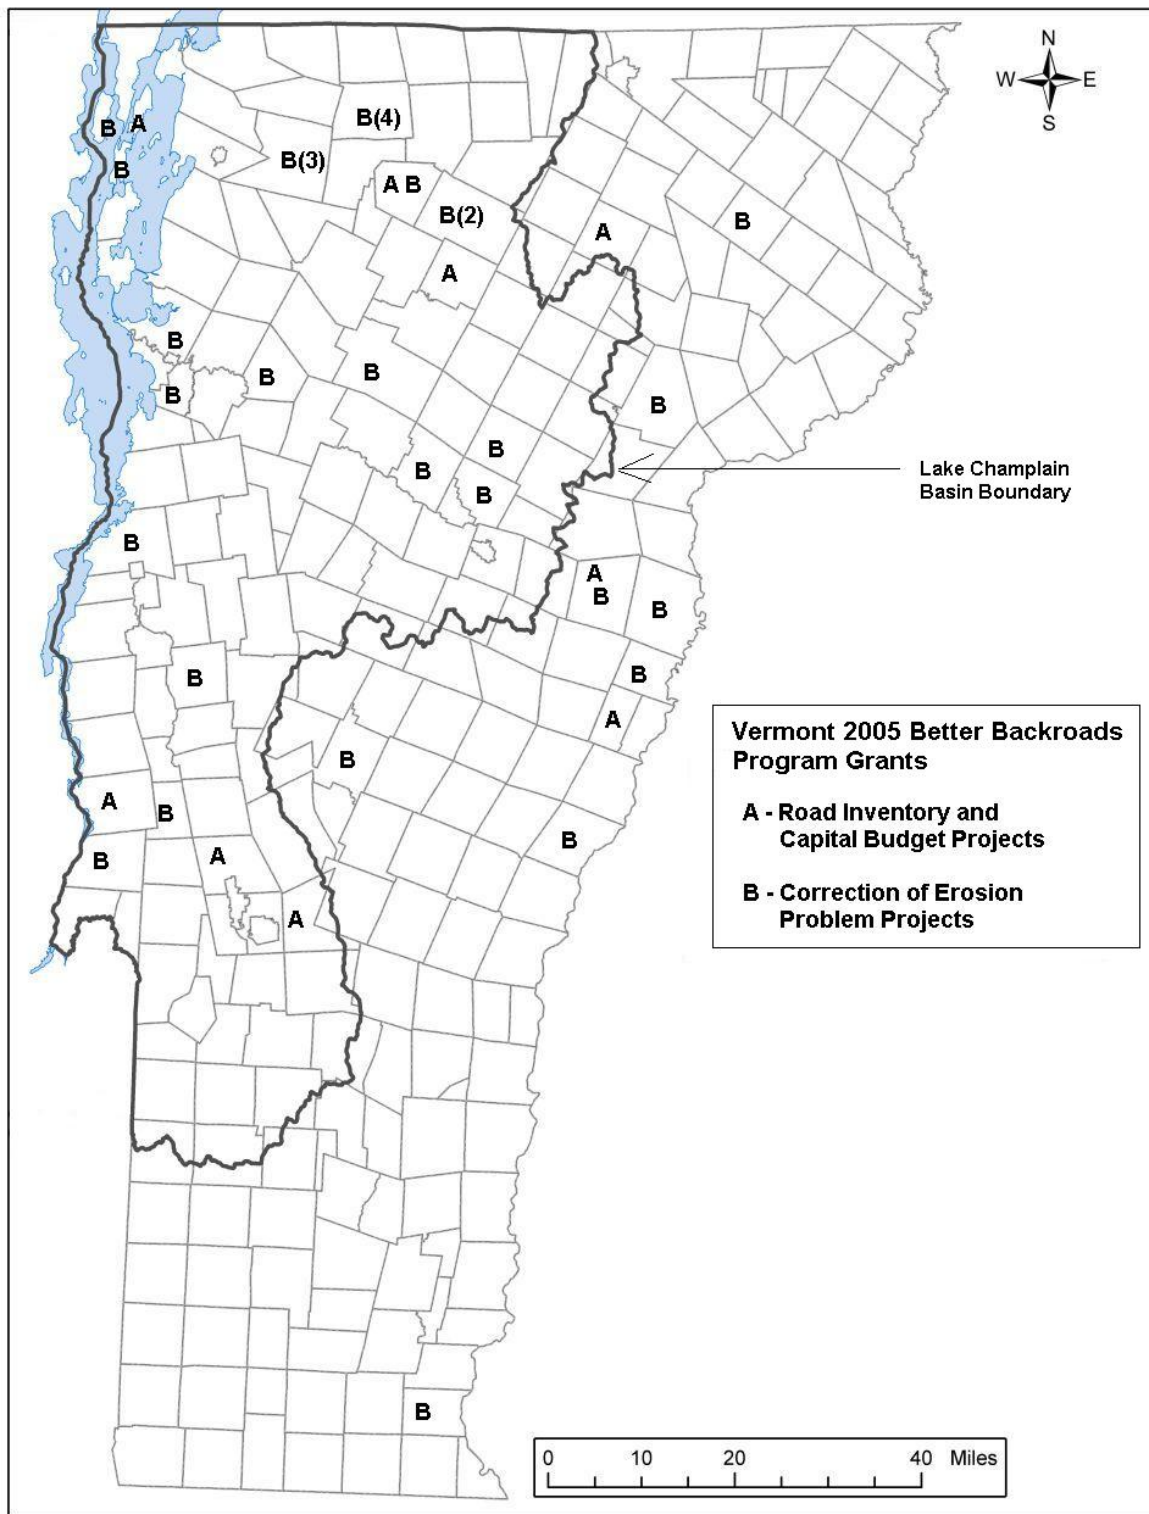 N
W E
S
B A
B(4)
B
B(3)
A B
B(2)
B
A
A
B
B
B
B
B
B
B
B
B
Lake Champlain
Basin Boundary
B
A
B
B
B
B
A
Vermont 2005 Better Backroads
Program Grants
B
A
B
A - Road Inventory and
Capital Budget Projects
B
B
A
B - Correction of Erosion
Problem Projects
A
B
0 10 20 40 Miles